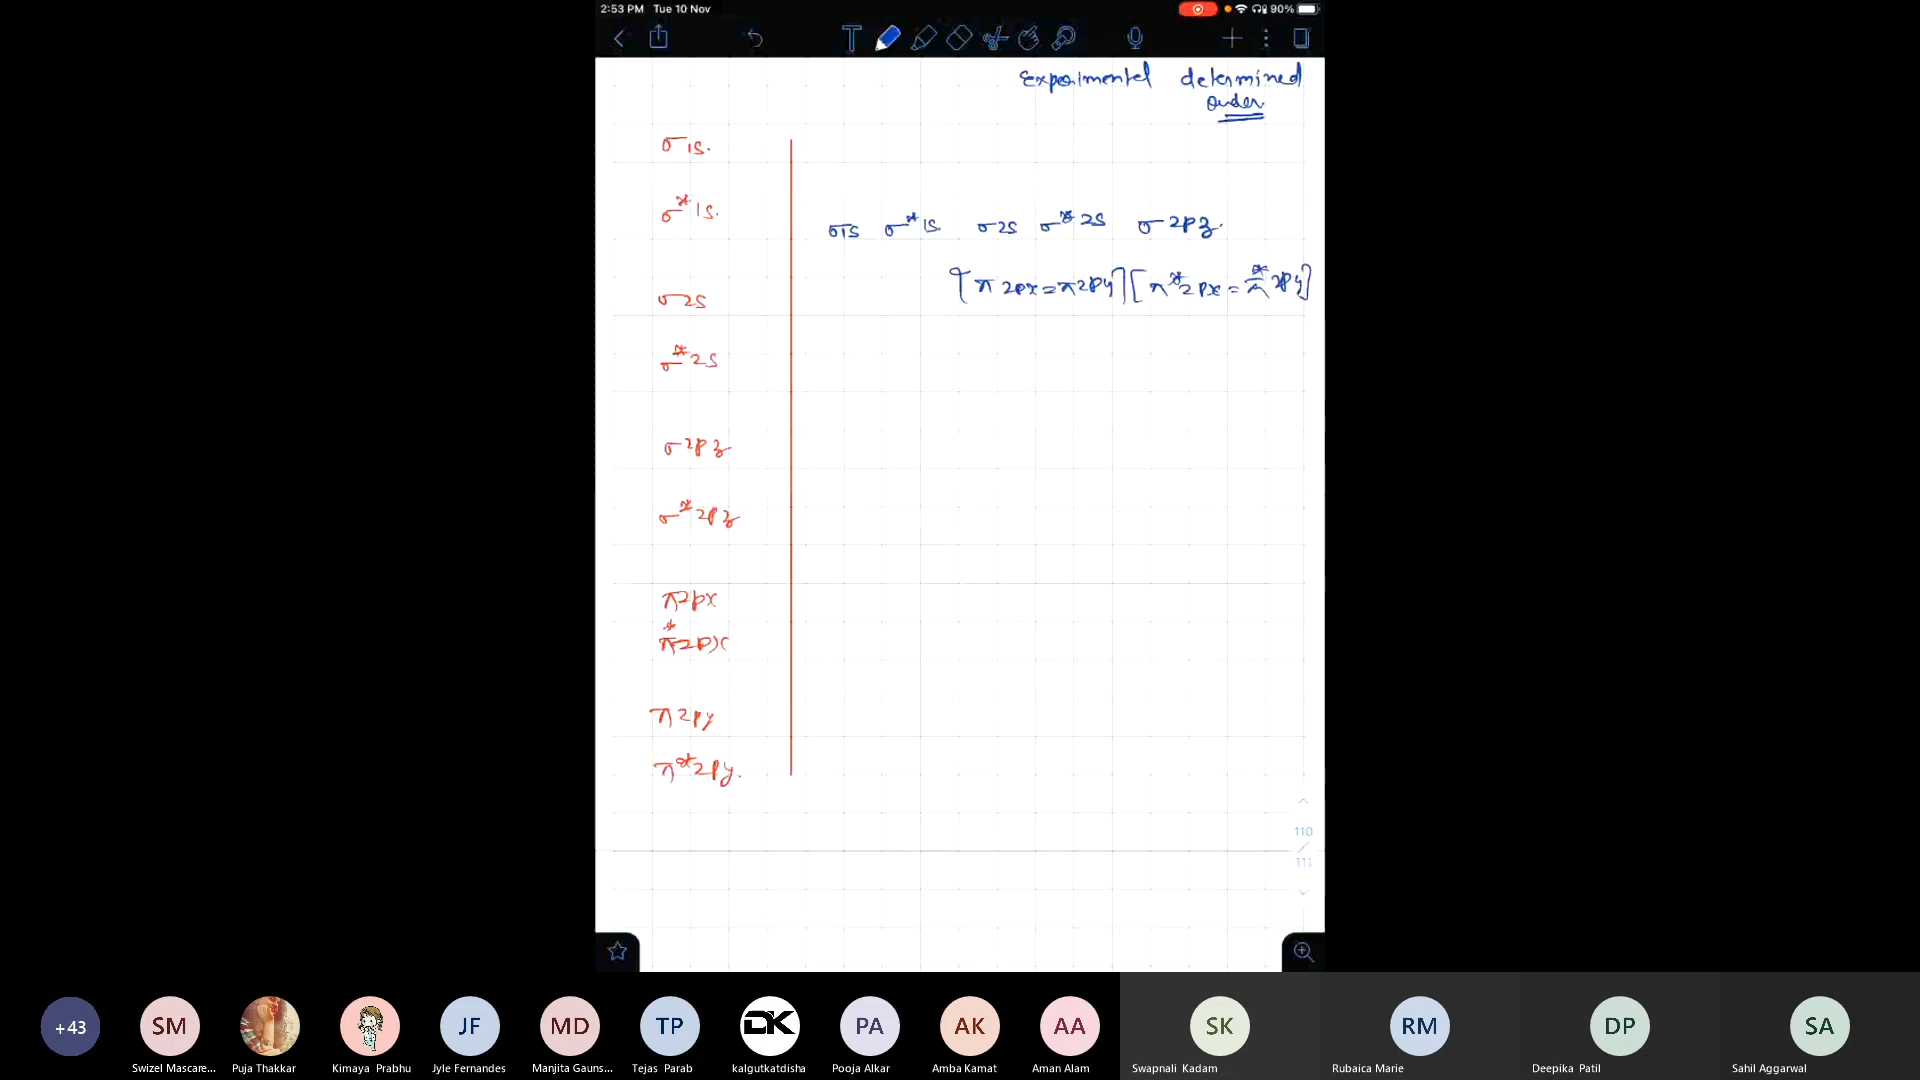 2:53 PM Tue 10 Nov 90%
Experimental determined
order
σ1s.
σ*1s.
σ1s σ*1s σ2s σ*2s σ2pz.
[π2px=π2py][π*2px=π*2py]
σ2s
σ*2s
σ2pz
σ*2pz
π2px
π*2px
π2py
π*2py.
110
/
111
+43
SM
DK
JF
MD
TP
PA
AK
AA
SK
RM
DP
SA
Swizel Mascare... Puja Thakkar Kimaya Prabhu Jyle Fernandes Manjita Gauns... Tejas Parab kalgutkatdisha Pooja Alkar Amba Kamat Aman Alam Swapnali Kadam Rubaica Marie Deepika Patil Sahil Aggarwal